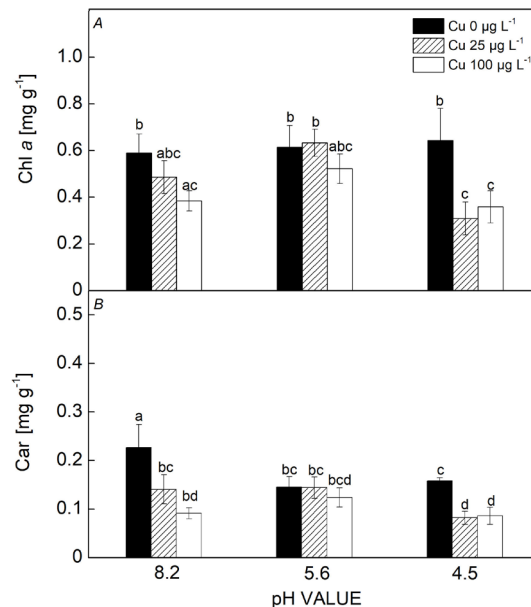 A
Cu 0 µg L-1
Cu 25 µg L-1
Cu 100 µg L-1
Chl a [mg g-1]
1.0
0.8
0.6
0.4
0.2
0
b
abc
ac
b
b
abc
b
c
c
B
Car [mg g-1]
0.5
0.4
0.3
0.2
0.1
0
a
bc
bd
bc
bc
bcd
c
d
d
8.2 5.6 4.5
pH VALUE